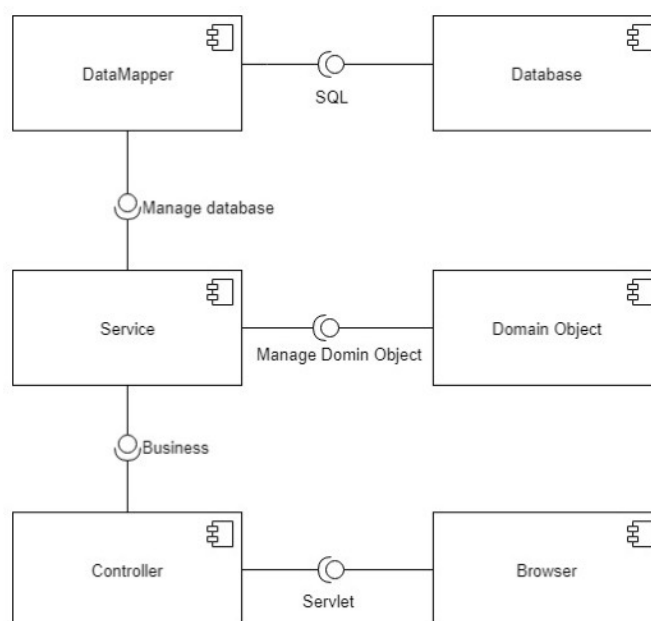 DataMapper
Database
SQL
Manage database
Service
Domain Object
Manage Domin Object
Business
Controller
Browser
Servlet